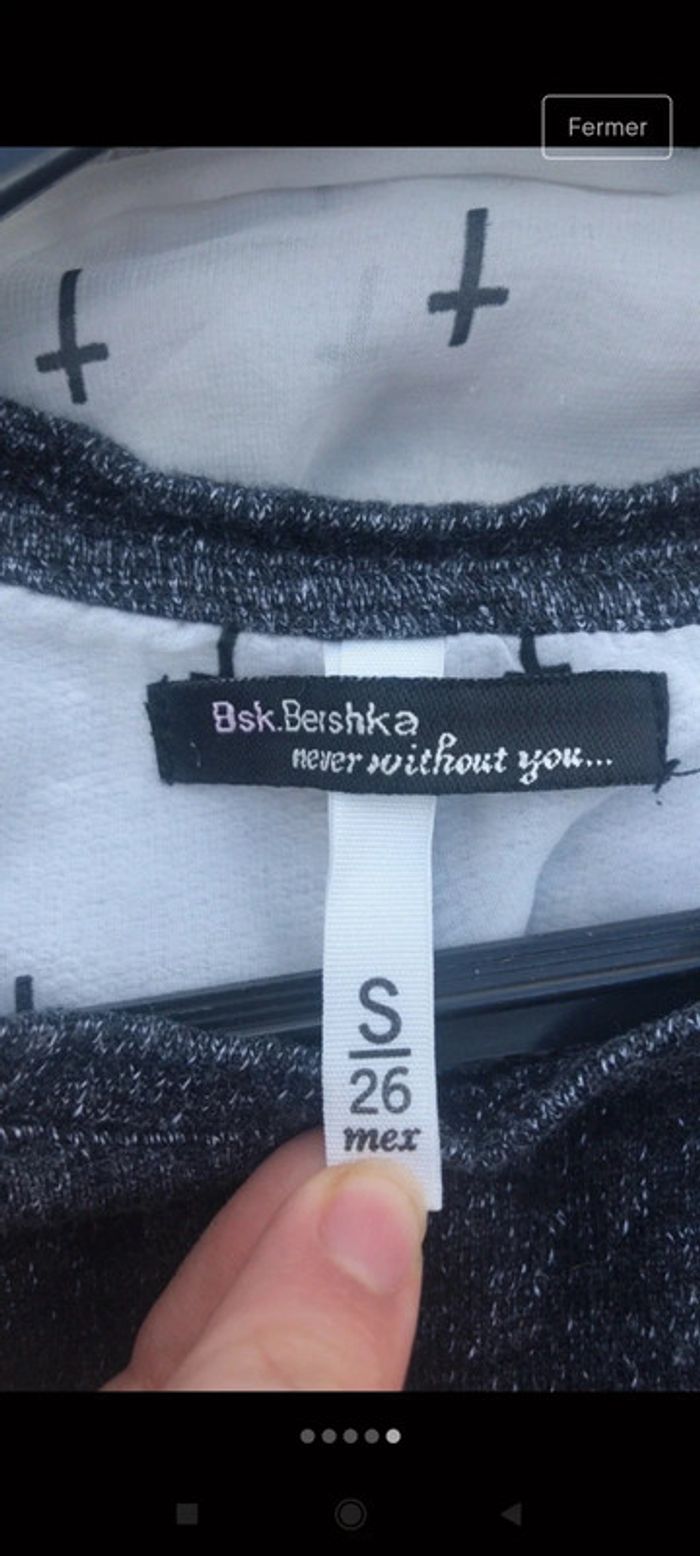 Fermer
Bsk.Bershka
never without you...
S
26
mex